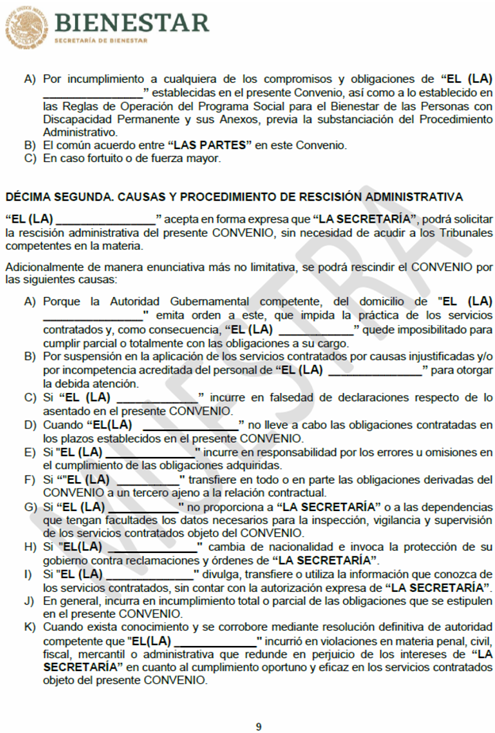 BIENESTAR
SECRETARÍA DE BIENESTAR
A) Por incumplimiento a cualquiera de los compromisos y obligaciones de “EL (LA)
________________” establecidas en el presente Convenio, así como a lo establecido en
las Reglas de Operación del Programa Social para el Bienestar de las Personas con
Discapacidad Permanente y sus Anexos, previa la substanciación del Procedimiento
Administrativo.
B) El común acuerdo entre “LAS PARTES” en este Convenio.
C) En caso fortuito o de fuerza mayor.
DÉCIMA SEGUNDA. CAUSAS Y PROCEDIMIENTO DE RESCISIÓN ADMINISTRATIVA
“EL (LA) ________________” acepta en forma expresa que “LA SECRETARÍA”, podrá solicitar
la rescisión administrativa del presente CONVENIO, sin necesidad de acudir a los Tribunales
competentes en la materia.
Adicionalmente de manera enunciativa más no limitativa, se podrá rescindir el CONVENIO por
las siguientes causas:
A) Porque la Autoridad Gubernamental competente, del domicilio de "EL (LA)
________________" emita orden a este, que impida la práctica de los servicios
contratados y, como consecuencia, “EL (LA) ____________” quede imposibilitado para
cumplir parcial o totalmente con las obligaciones a su cargo.
B) Por suspensión en la aplicación de los servicios contratados por causas injustificadas y/o
por incompetencia acreditada del personal de “EL (LA) ________________” para otorgar
la debida atención.
C) Si “EL (LA) _____________” incurre en falsedad de declaraciones respecto de lo
asentado en el presente CONVENIO.
D) Cuando “EL(LA) ________________” no lleve a cabo las obligaciones contratadas en
los plazos establecidos en el presente CONVENIO.
E) Si "EL (LA) ______________" incurre en responsabilidad por los errores u omisiones en
el cumplimiento de las obligaciones adquiridas.
F) Si “"EL (LA) ____________" transfiere en todo o en parte las obligaciones derivadas del
CONVENIO a un tercero ajeno a la relación contractual.
G) Si “EL (LA) ____________” no proporciona a “LA SECRETARÍA” o a las dependencias
que tengan facultades los datos necesarios para la inspección, vigilancia y supervisión
de los servicios contratados objeto del CONVENIO.
H) Si "EL(LA) ______________" cambia de nacionalidad e invoca la protección de su
gobierno contra reclamaciones y órdenes de “LA SECRETARÍA”.
I) Si "EL (LA) ______________" divulga, transfiere o utiliza la información que conozca de
los servicios contratados, sin contar con la autorización expresa de “LA SECRETARÍA”.
J) En general, incurra en incumplimiento total o parcial de las obligaciones que se estipulen
en el presente CONVENIO.
K) Cuando exista conocimiento y se corrobore mediante resolución definitiva de autoridad
competente que "EL(LA) _____________" incurrió en violaciones en materia penal, civil,
fiscal, mercantil o administrativa que redunde en perjuicio de los intereses de “LA
SECRETARÍA” en cuanto al cumplimiento oportuno y eficaz en los servicios contratados
objeto del presente CONVENIO.
MUESTRA
9